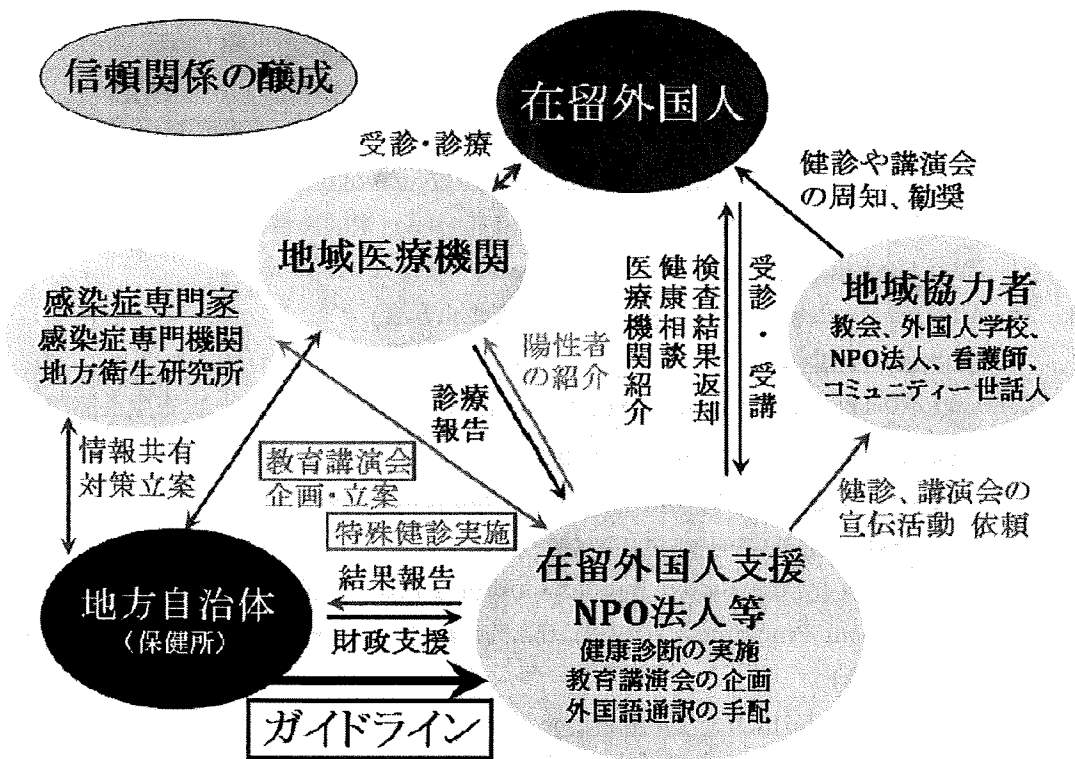 信頼関係の醸成
在留外国人
受診・診療
健診や講演会
の周知、勧奨
地域医療機関
感染症専門家
感染症専門機関
地方衛生研究所
地域協力者
教会、外国人学校、
NPO法人、看護師、
コミュニティー世話人
検査結果返却
健康相談
医療機関紹介
受診・受講
陽性者
の紹介
診療
報告
情報共有
対策立案
教育講演会
企画・立案
特殊健診実施
健診、講演会の
宣伝活動 依頼
結果報告
財政支援
地方自治体
（保健所）
在留外国人支援
NPO法人等
健康診断の実施
教育講演会の企画
外国語通訳の手配
ガイドライン